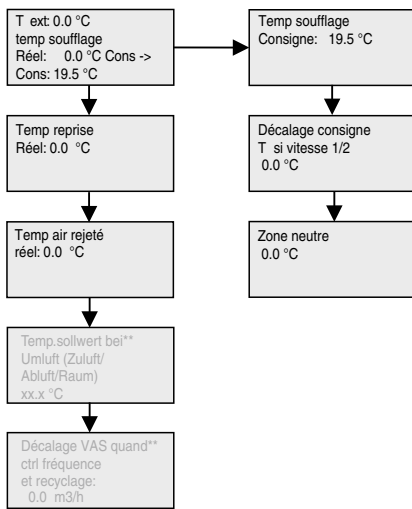 T ext: 0.0 °C
temp soufflage
Réel: 0.0 °C Cons ->
Cons: 19.5 °C
Temp soufflage
Consigne: 19.5 °C
Temp reprise
Réel: 0.0 °C
Décalage consigne
T si vitesse 1/2
0.0 °C
Temp air rejeté
réel: 0.0 °C
Zone neutre
0.0 °C
Temp.sollwert bei**
Umluft (Zuluft/
Abluft/Raum)
xx.x °C
Décalage VAS quand**
ctrl fréquence
et recyclage:
0.0 m3/h